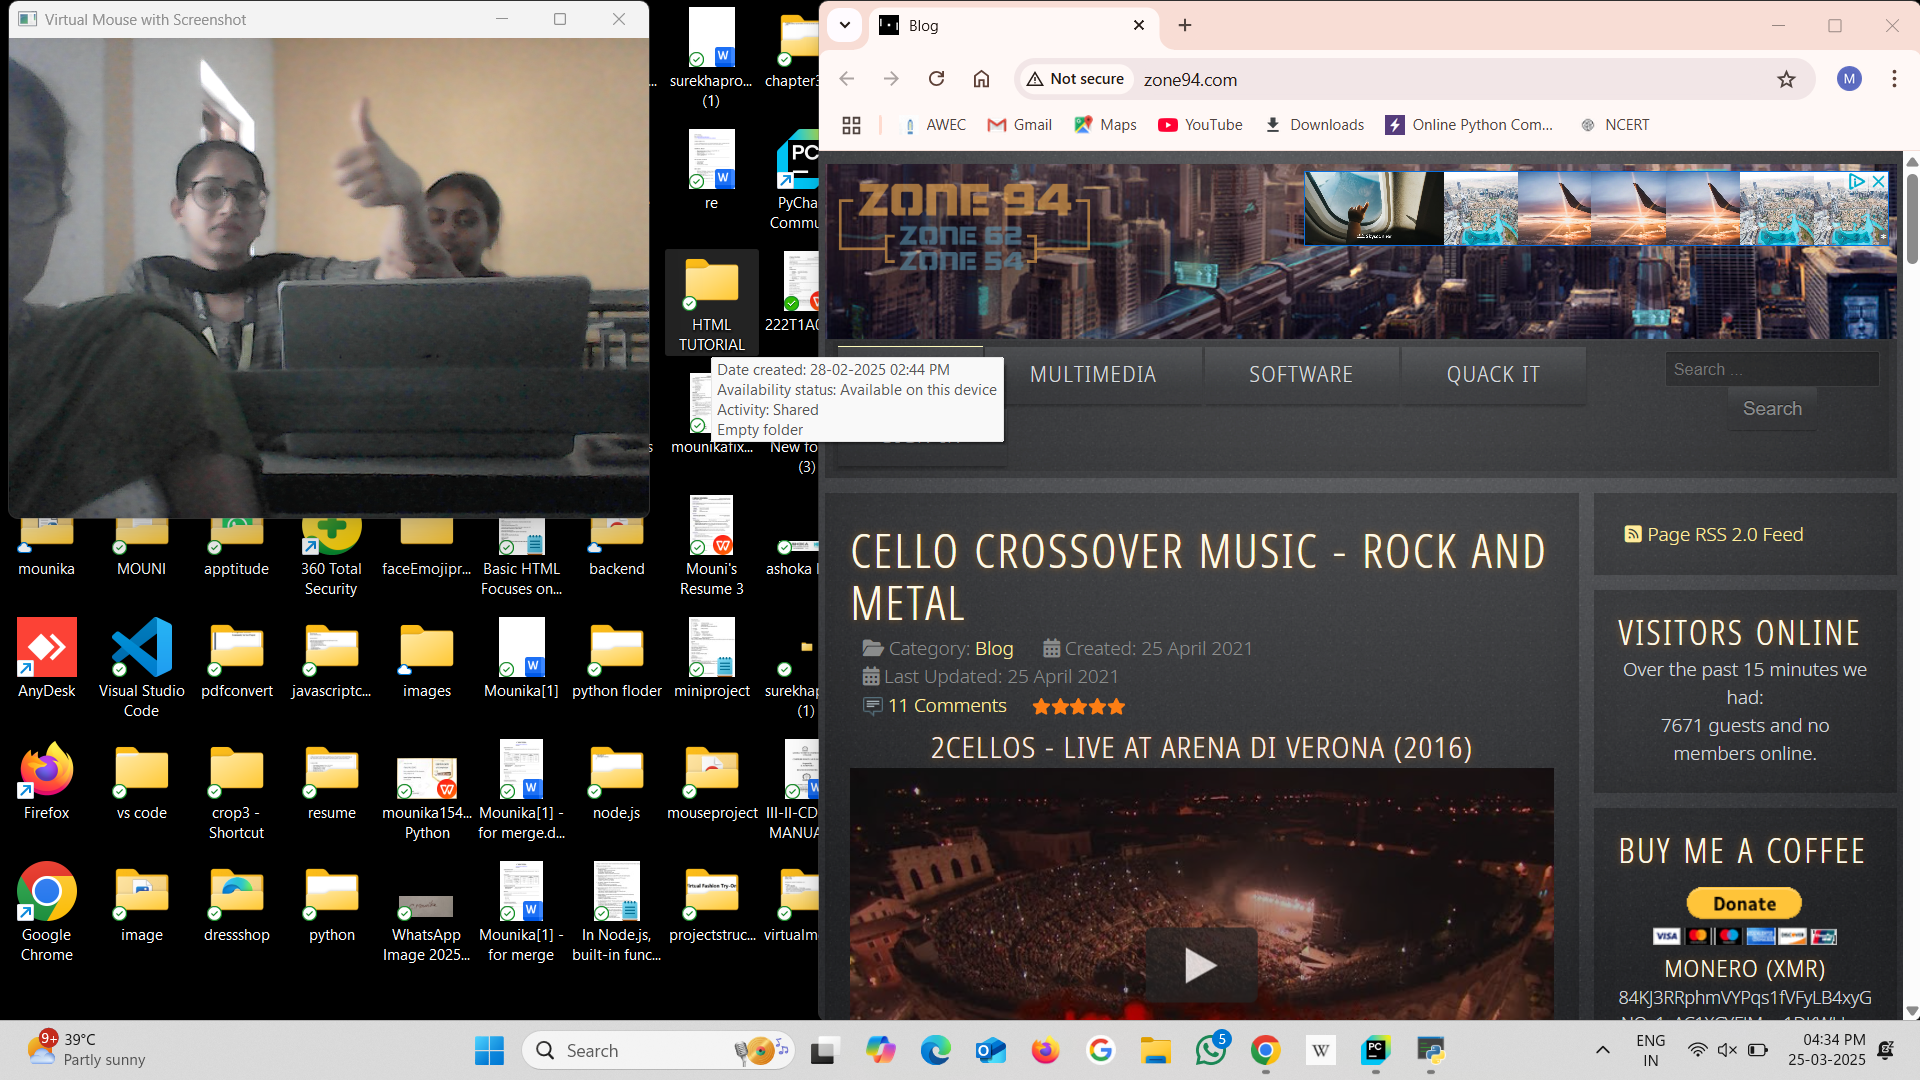 Virtual Mouse with Screenshot
surekhapro...
(1)
chapter3
re
PyCha
Commu
HTML
TUTORIAL
222T1A0
Date created: 28-02-2025 02:44 PM
Availability status: Available on this device
Activity: Shared
Empty folder
mounikafix...
New fo
(3)
mounika
MOUNI
apptitude
360 Total
Security
faceEmojipr...
Basic HTML
Focuses on...
backend
Mouni's
Resume 3
ashoka
AnyDesk
Visual Studio
Code
pdfconvert
javascriptc...
images
Mounika[1]
python floder
miniproject
surekhap
(1)
Firefox
vs code
crop3 -
Shortcut
resume
mounika154...
Python
Mounika[1] -
for merge.d...
node.js
mouseproject
III-II-CD
MANUA
Google
Chrome
image
dressshop
python
WhatsApp
Image 2025...
Mounika[1] -
for merge
In Node.js,
built-in func...
projectstruc...
virtualm
Blog
Not secure
zone94.com
M
AWEC
Gmail
Maps
YouTube
Downloads
Online Python Com...
NCERT
ZONE 94
ZONE 62
ZONE 54
MULTIMEDIA
SOFTWARE
QUACK IT
Search ...
Search
CELLO CROSSOVER MUSIC - ROCK AND
METAL
Category: Blog
Created: 25 April 2021
Last Updated: 25 April 2021
11 Comments
2CELLOS - LIVE AT ARENA DI VERONA (2016)
Page RSS 2.0 Feed
VISITORS ONLINE
Over the past 15 minutes we
had:
7671 guests and no
members online.
BUY ME A COFFEE
Donate
VISA
MONERO (XMR)
84KJ3RRphmVYPqs1fVFyLB4xyG
9+
39°C
Partly sunny
Search
5
W
PC
ENG
IN
04:34 PM
25-03-2025